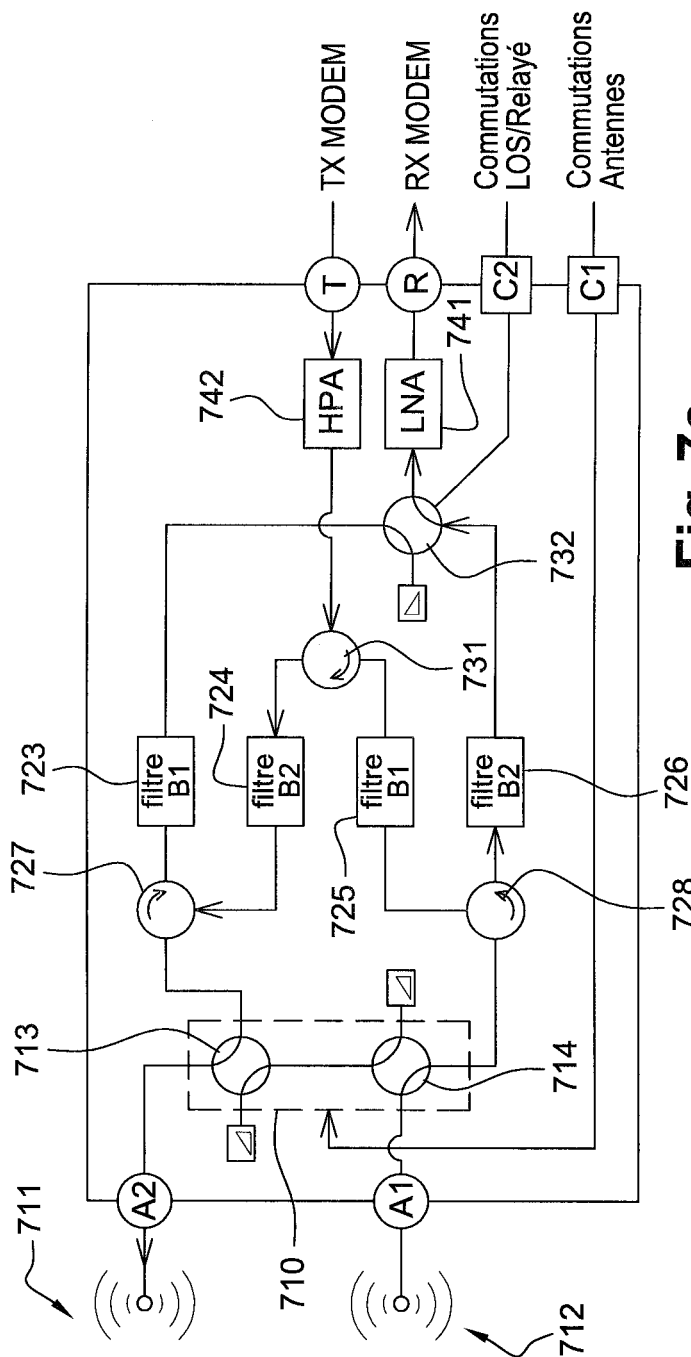 711
A2
713
727
723
filtre
B1
724
filtre
B2
742
HPA
T
TX MODEM
731
R
RX MODEM
LNA
741
732
C2
Commutations
LOS/Relayé
C1
Commutations
Antennes
725
filtre
B1
filtre
B2
726
728
714
710
A1
712